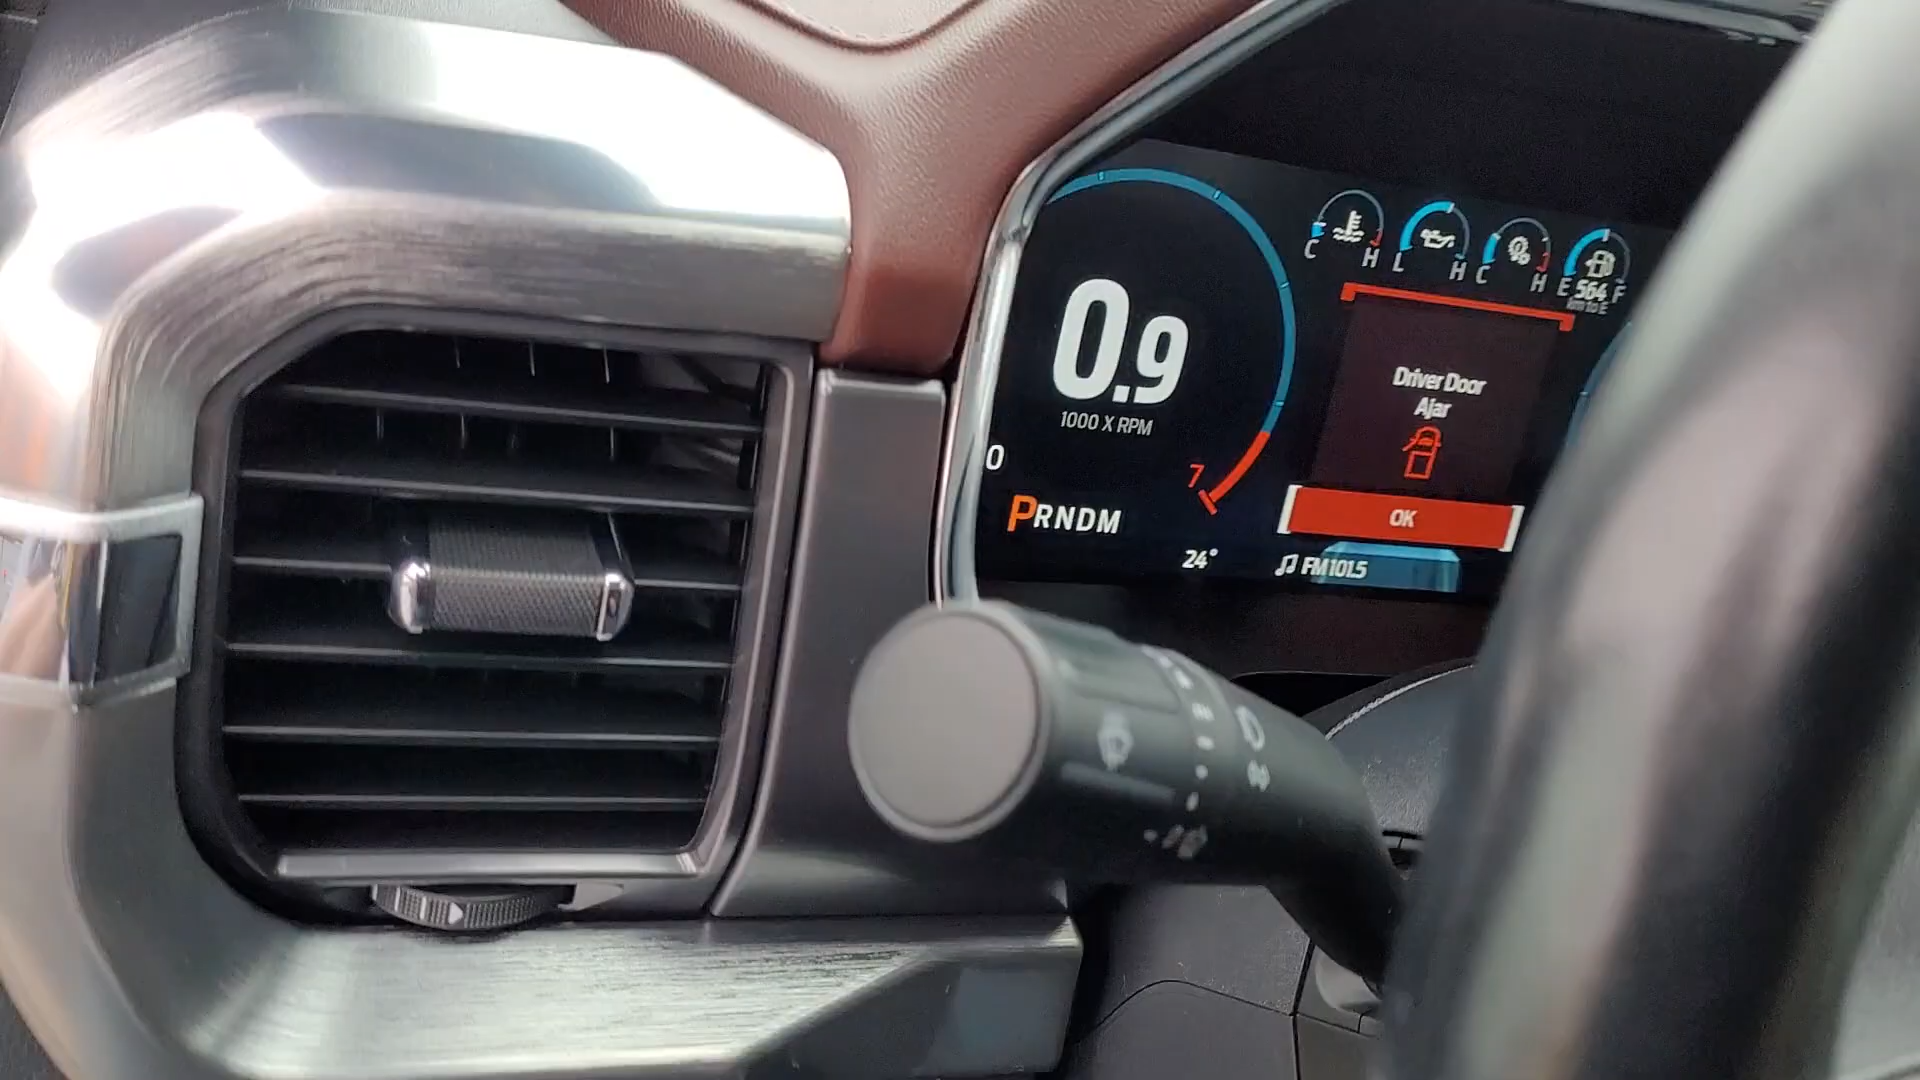 C H
L H
C H
E 564 F
km to E
0.9
1000 X RPM
Driver Door
Ajar
0
7
PRNDM
OK
24°
FM101.5